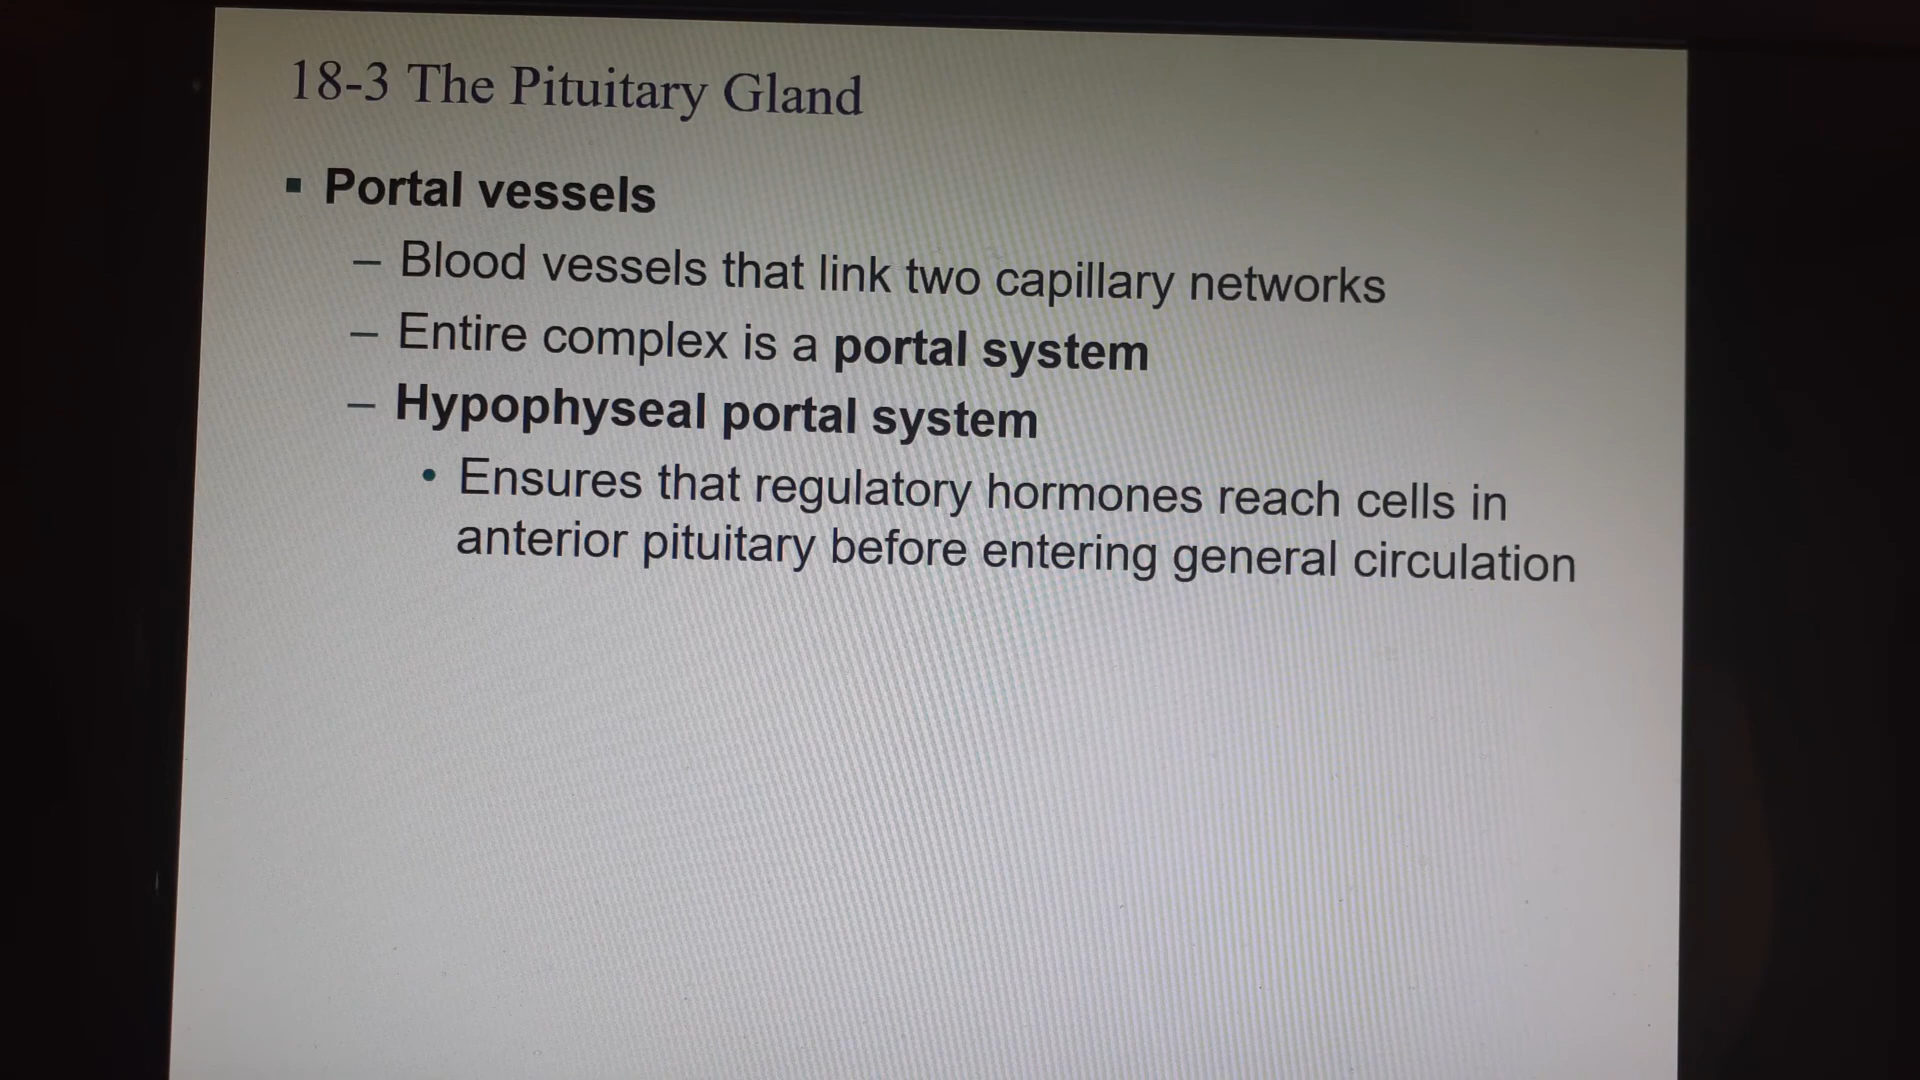 18-3 The Pituitary Gland
▪ Portal vessels
– Blood vessels that link two capillary networks
– Entire complex is a portal system
– Hypophyseal portal system
• Ensures that regulatory hormones reach cells in
anterior pituitary before entering general circulation